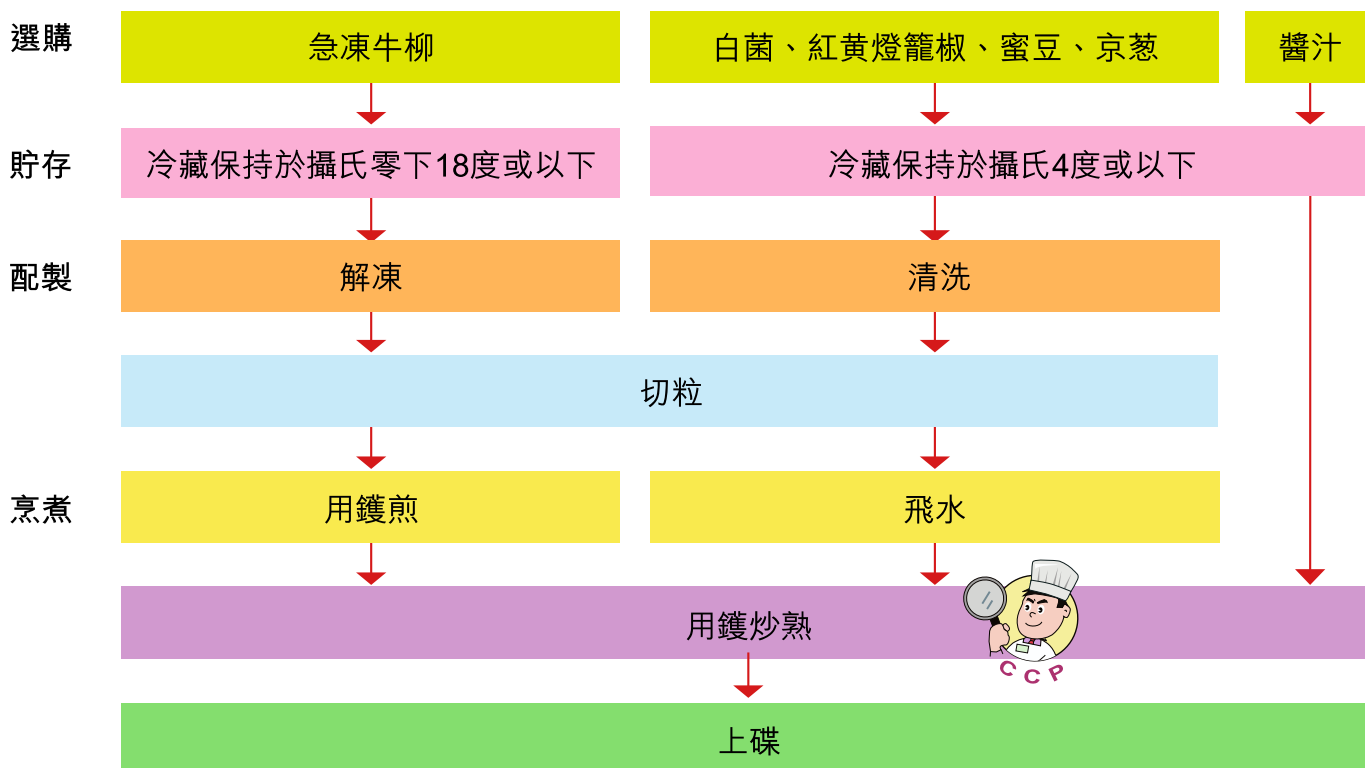 選購
急凍牛柳
白菌、紅黃燈籠椒、蜜豆、京葱
醬汁
貯存
冷藏保持於攝氏零下18度或以下
冷藏保持於攝氏4度或以下
配製
解凍
清洗
切粒
烹煮
用鑊煎
飛水
用鑊炒熟
CCP
上碟